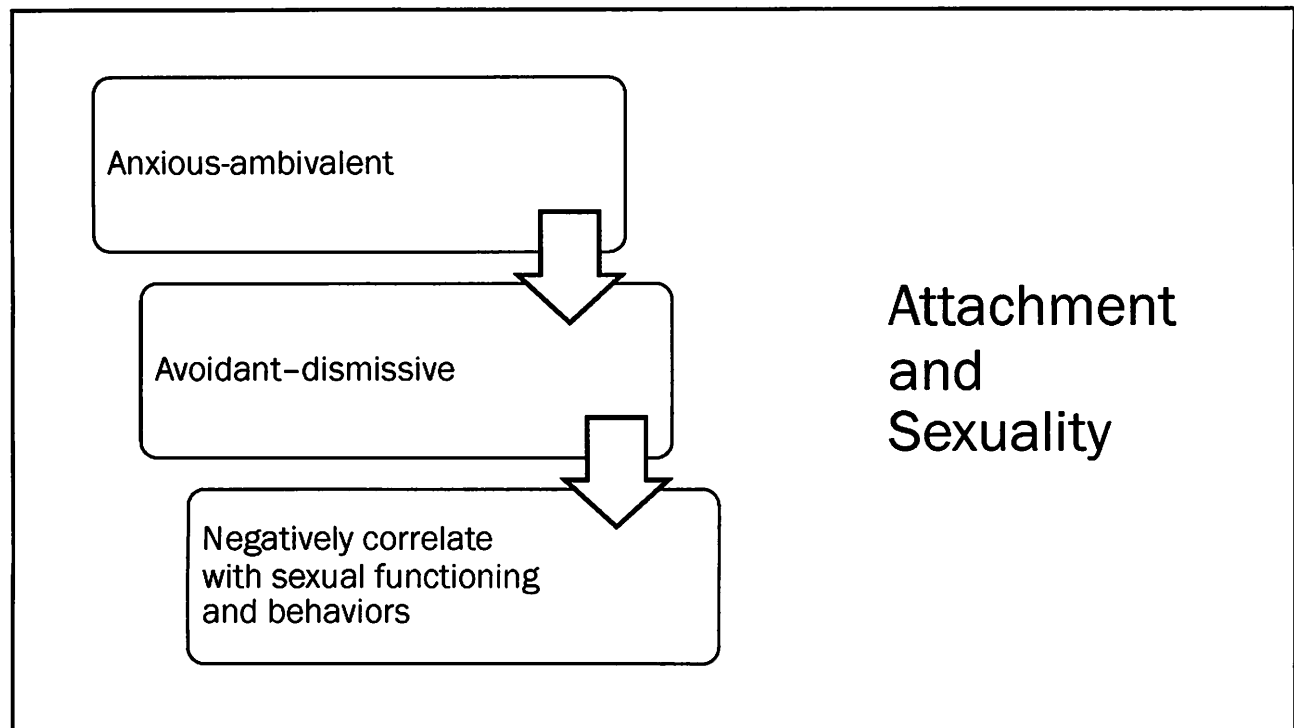 Anxious-ambivalent
Avoidant–dismissive
Negatively correlate
with sexual functioning
and behaviors
Attachment
and
Sexuality